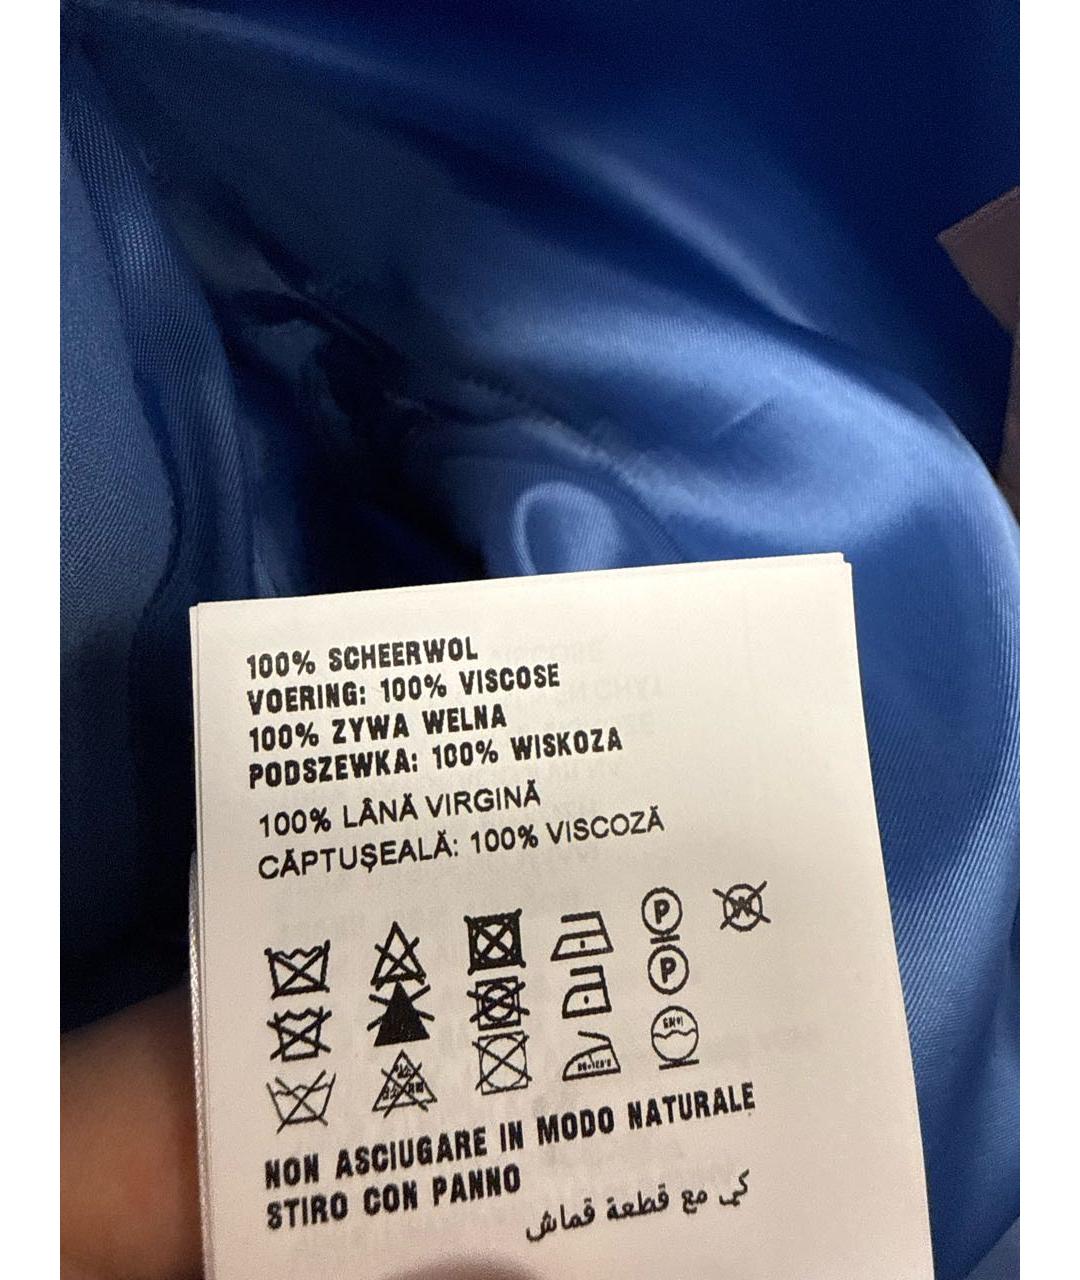 100% SCHEERWOL
VOERING: 100% VISCOSE
100% ZYWA WELNA
PODSZEWKA: 100% WISKOZA
100% LÂNĂ VIRGINĂ
CĂPTUȘEALĂ: 100% VISCOZĂ
P W
P
NON ASCIUGARE IN MODO NATURALE
STIRO CON PANNO
كي مع قطعة قماش